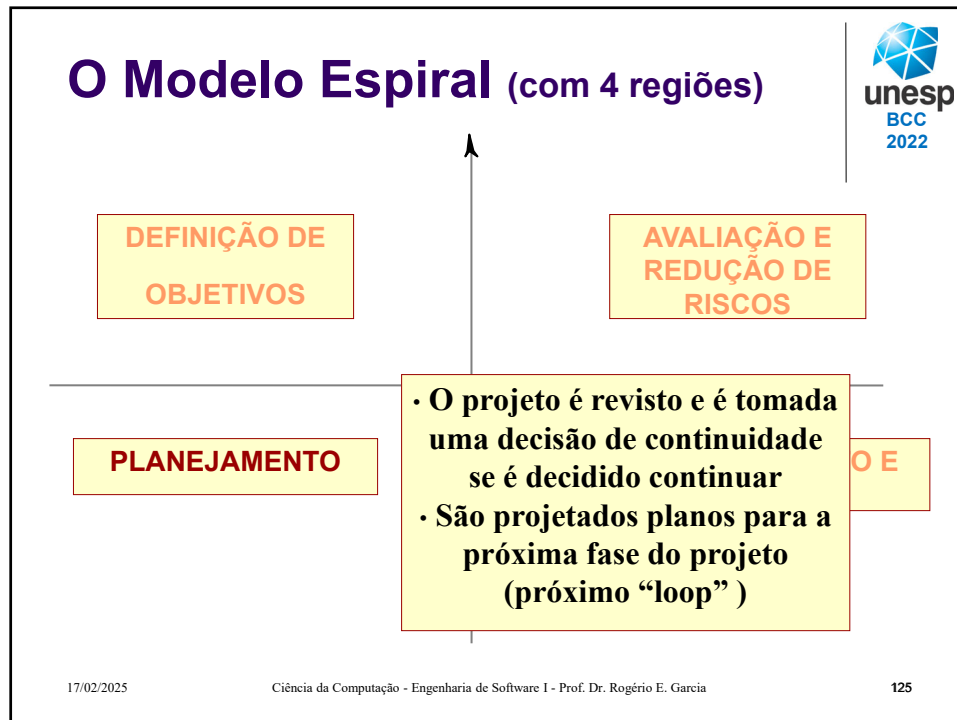 O Modelo Espiral (com 4 regiões)
unesp
BCC
2022
DEFINIÇÃO DE
OBJETIVOS
AVALIAÇÃO E
REDUÇÃO DE
RISCOS
PLANEJAMENTO
· O projeto é revisto e é tomada
uma decisão de continuidade
se é decidido continuar
· São projetados planos para a
próxima fase do projeto
(próximo “loop” )
O E
17/02/2025 Ciência da Computação - Engenharia de Software I - Prof. Dr. Rogério E. Garcia 125